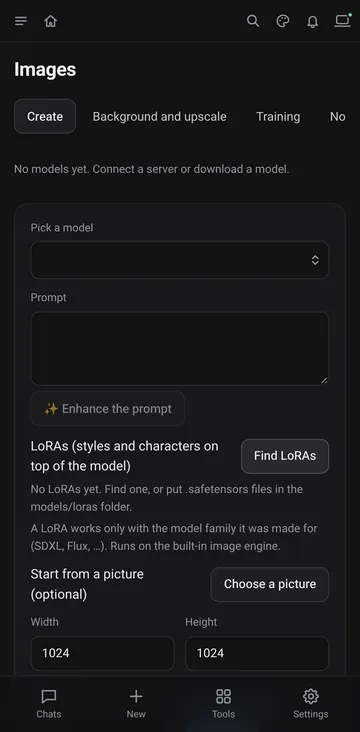 Images
Create
Background and upscale
Training
No
No models yet. Connect a server or download a model.
Pick a model
Prompt
✨ Enhance the prompt
LoRAs (styles and characters on
top of the model)
Find LoRAs
No LoRAs yet. Find one, or put .safetensors files in the
models/loras folder.
A LoRA works only with the model family it was made for
(SDXL, Flux, …). Runs on the built-in image engine.
Start from a picture
(optional)
Choose a picture
Width
Height
1024
1024
Chats
New
Tools
Settings